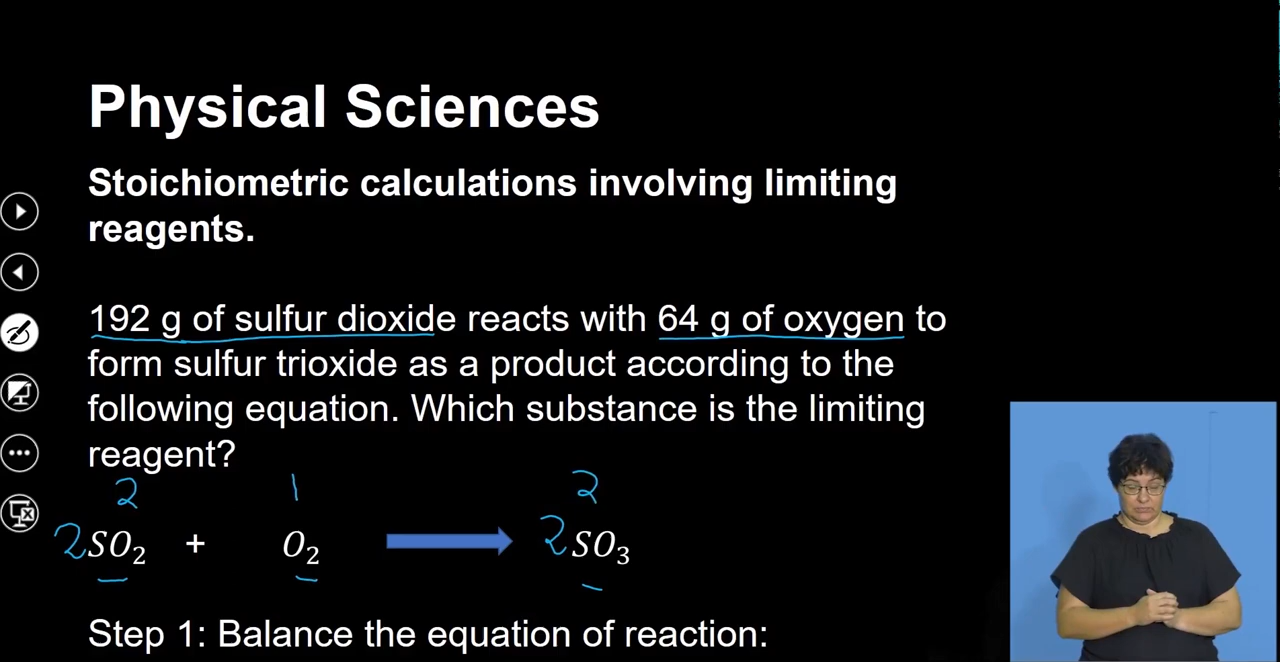 Physical Sciences
Stoichiometric calculations involving limiting
reagents.
192 g of sulfur dioxide reacts with 64 g of oxygen to
form sulfur trioxide as a product according to the
following equation. Which substance is the limiting
reagent?
2 1 2
2SO₂ + O₂ 2SO₃
Step 1: Balance the equation of reaction: